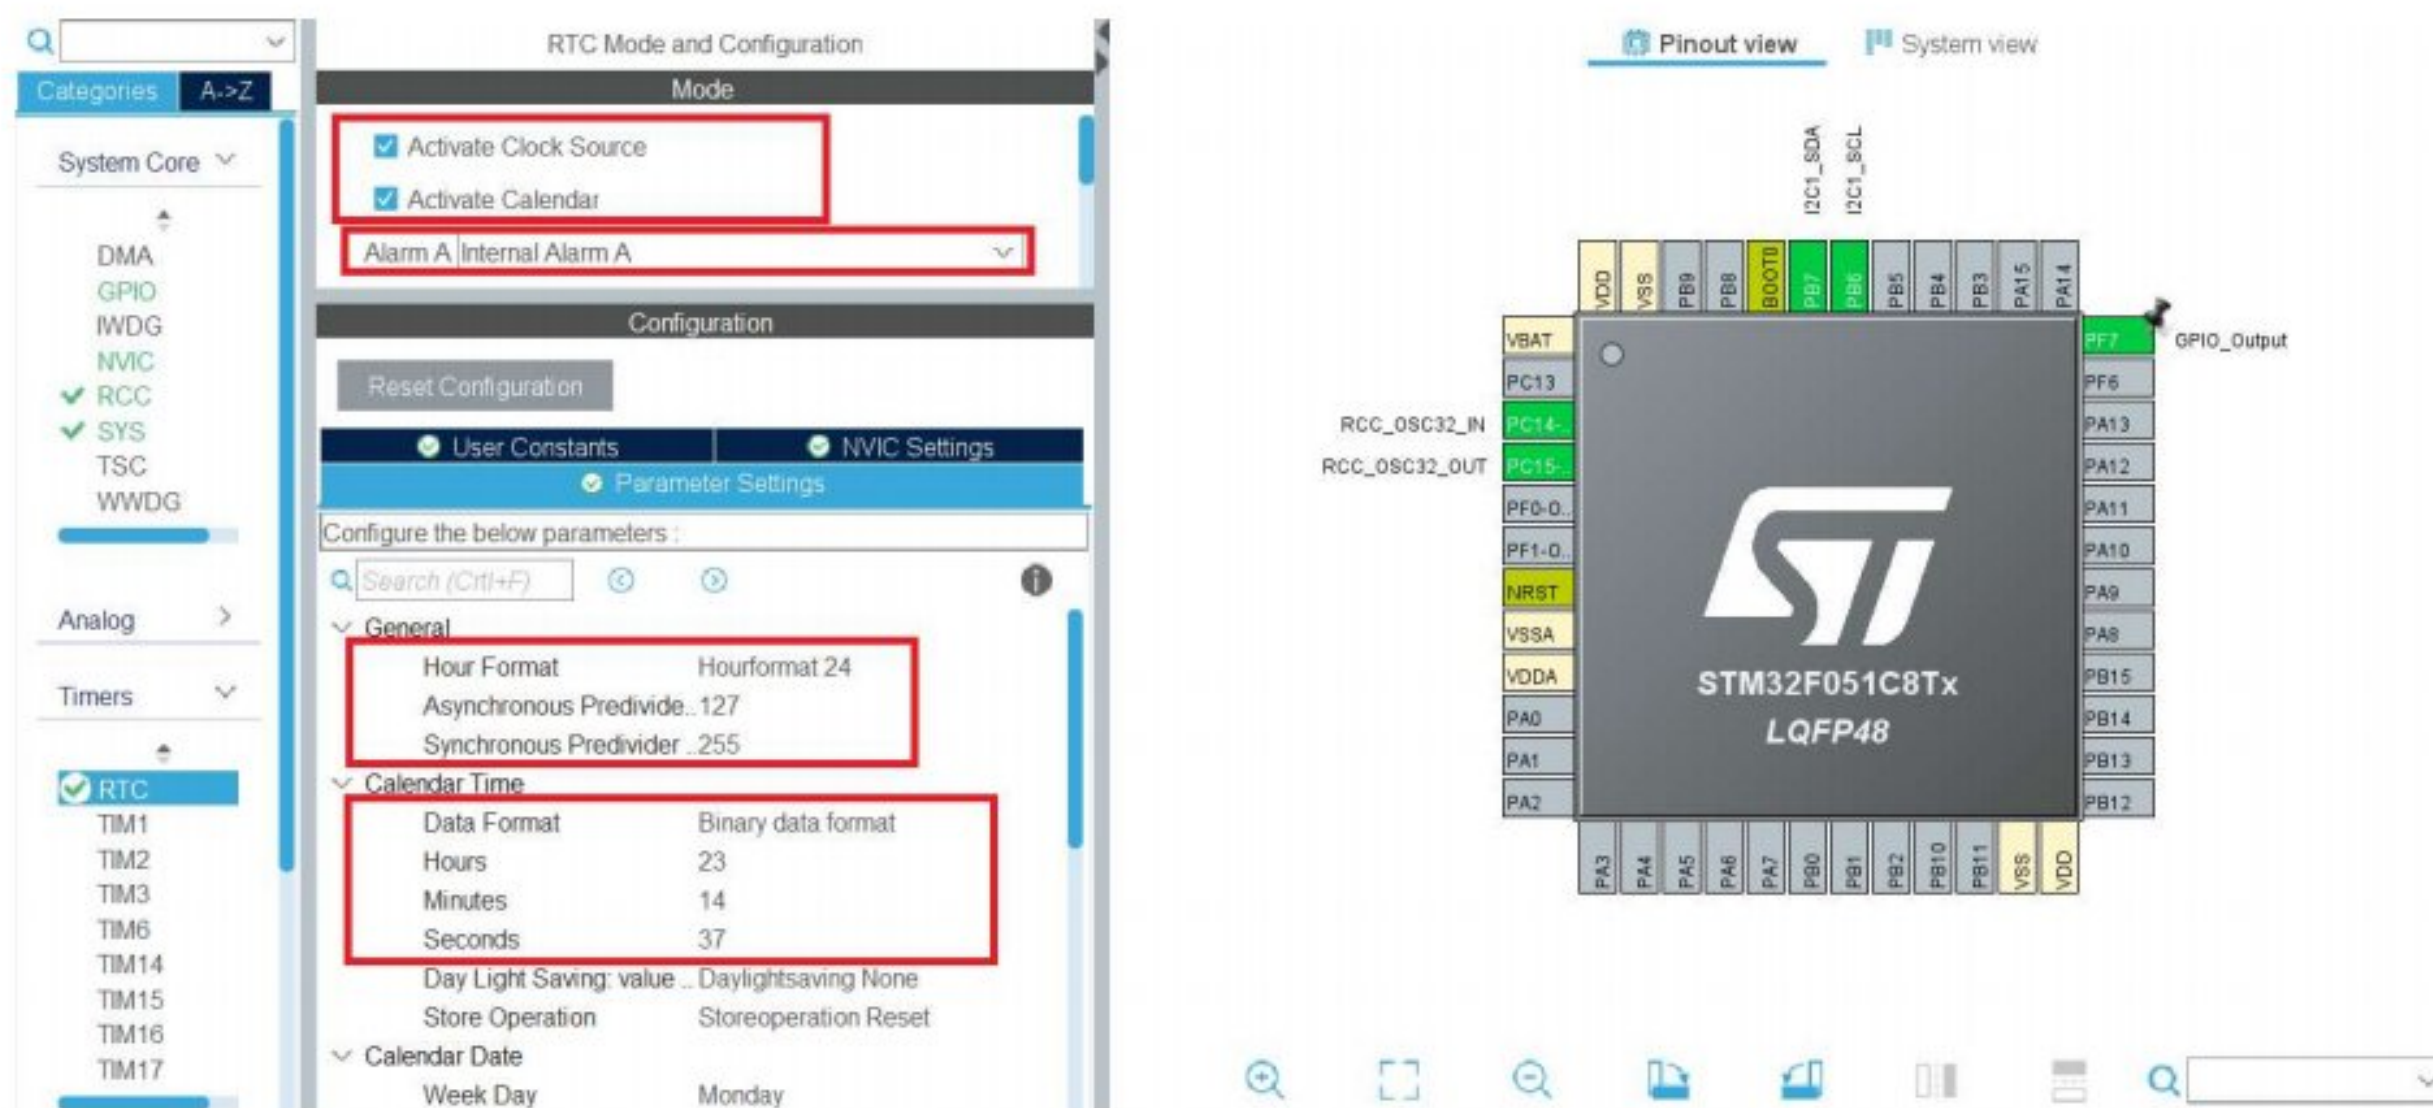 RTC Mode and Configuration
Categories A->Z
Mode
System Core
Activate Clock Source
Activate Calendar
Alarm A Internal Alarm A
DMA
GPIO
IWDG
NVIC
RCC
SYS
TSC
WWDG
Configuration
Reset Configuration
User Constants NVIC Settings
Parameter Settings
Configure the below parameters :
Search (Crtl+F)
General
Hour Format Hourformat 24
Asynchronous Predivide.. 127
Synchronous Predivider .. 255
Calendar Time
Data Format Binary data format
Hours 23
Minutes 14
Seconds 37
Day Light Saving: value .. Daylightsaving None
Store Operation Storeoperation Reset
Calendar Date
Week Day Monday
Analog
Timers
RTC
TIM1
TIM2
TIM3
TIM6
TIM14
TIM15
TIM16
TIM17
Pinout view System view
I2C1_SDA
I2C1_SCL
VDD
VSS
PB9
PB8
BOOT0
PB7
PB6
PB5
PB4
PB3
PA15
PA14
VBAT
PC13
RCC_OSC32_IN PC14-..
RCC_OSC32_OUT PC15-..
PF0-O..
PF1-O..
NRST
VSSA
VDDA
PA0
PA1
PA2
STM32F051C8Tx
LQFP48
PF7 GPIO_Output
PF6
PA13
PA12
PA11
PA10
PA9
PA8
PB15
PB14
PB13
PB12
PA3
PA4
PA5
PA6
PA7
PB0
PB1
PB2
PB10
PB11
VSS
VDD